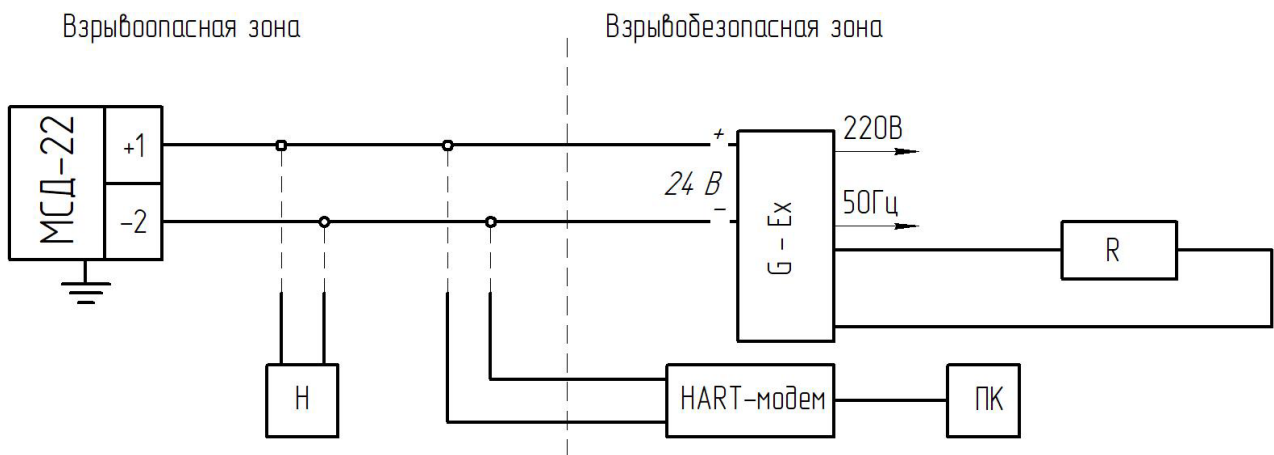 Взрывоопасная зона
Взрывобезопасная зона
МСД-22
+1
-2
+
24 В
-
G - Ex
220В
50Гц
R
H
HART-модем
ПК